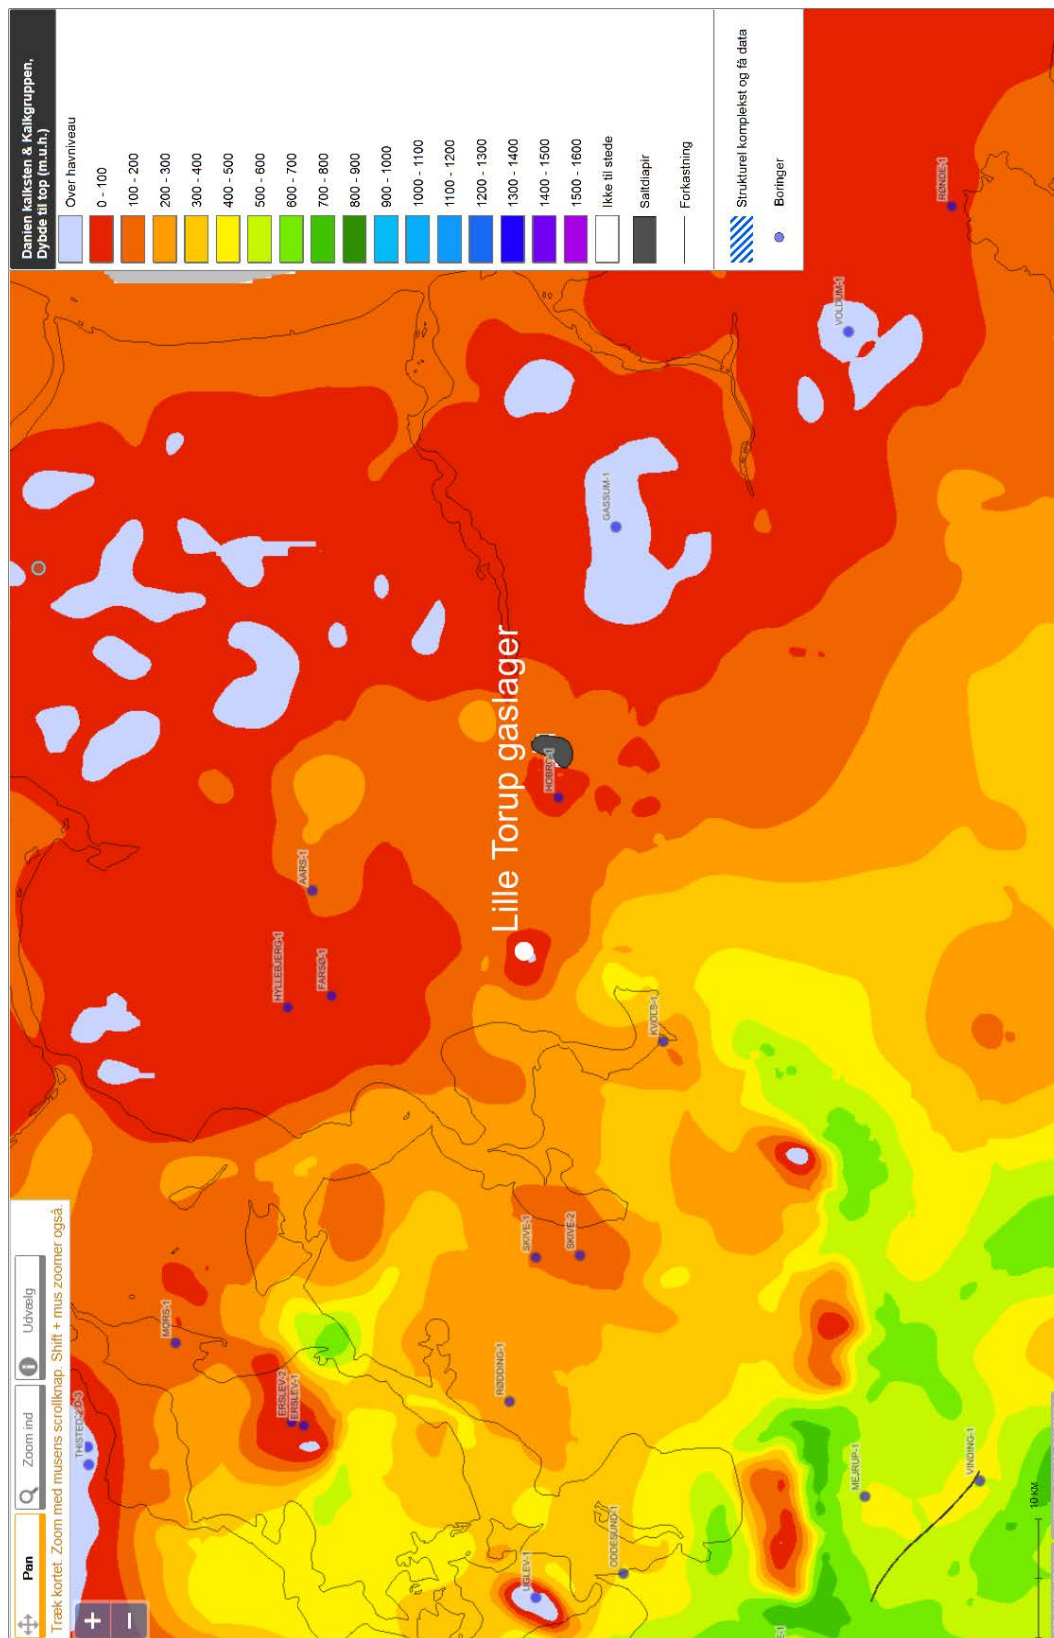 Pan
Zoom ind
Udvælg
Træk kortet. Zoom med musens scrollknap. Shift + mus zoomer også.
+
−
Danien kalksten & Kalkgruppen,
Dybde til top (m.u.h.)
Over havniveau
0 - 100
100 - 200
200 - 300
300 - 400
400 - 500
500 - 600
600 - 700
700 - 800
800 - 900
900 - 1000
1000 - 1100
1100 - 1200
1200 - 1300
1300 - 1400
1400 - 1500
1500 - 1600
Ikke til stede
Saltdiapir
Forkastning
Strukturel komplekst og få data
Boringer
MORS-1
ERSLEV-2
ERSLEV-1
HYLLEBJERG-1
FARSØ-1
AARS-1
Lille Torup gaslager
HOBRO-1
GASSUM-1
VOLDUM-1
RØNDE-1
KVOLS-1
SKIVE-1
SKIVE-2
RØDDING-1
UGLEV-1
ODDESUND-1
MEJRUP-1
VINDING-1
10 KM